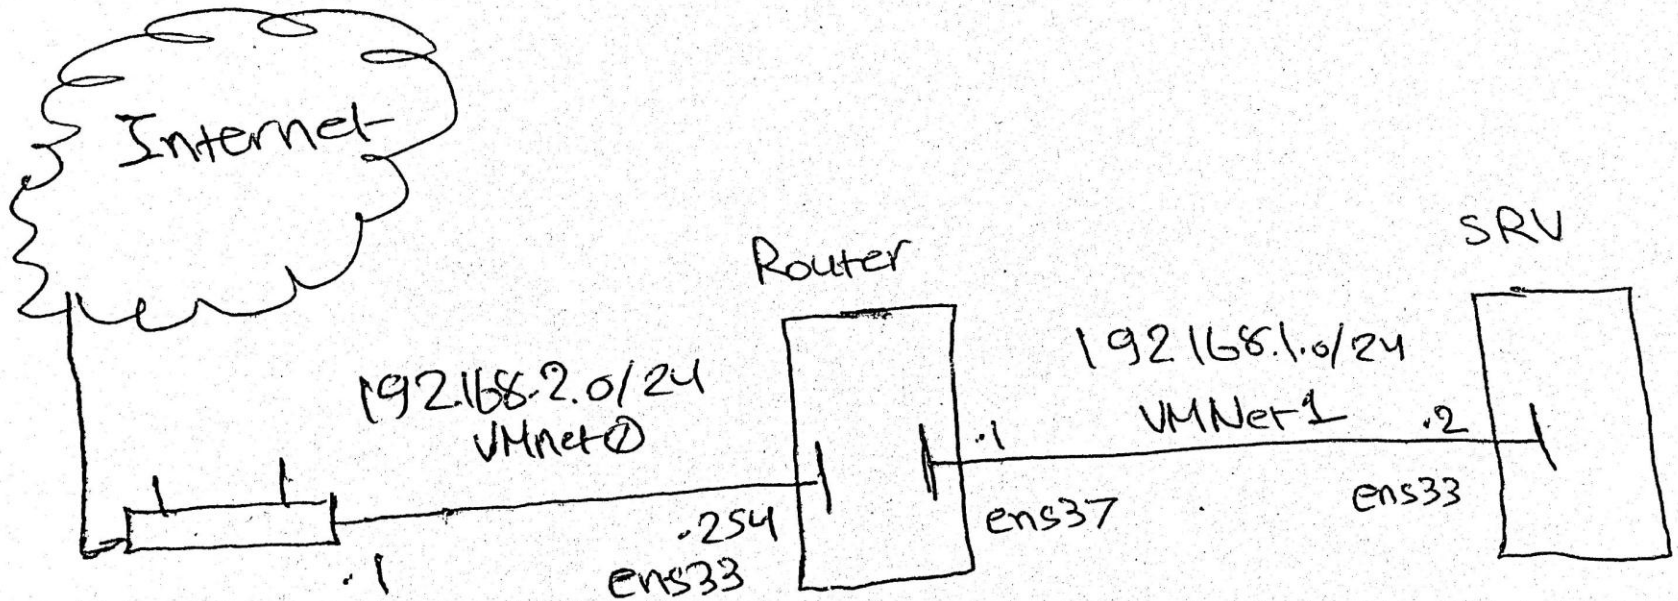 Internet
Router
SRV
192.168.2.0/24
VMnet0
192.168.1.0/24
VMNet1
.1
.254
ens33
.1
ens37
.2
ens33